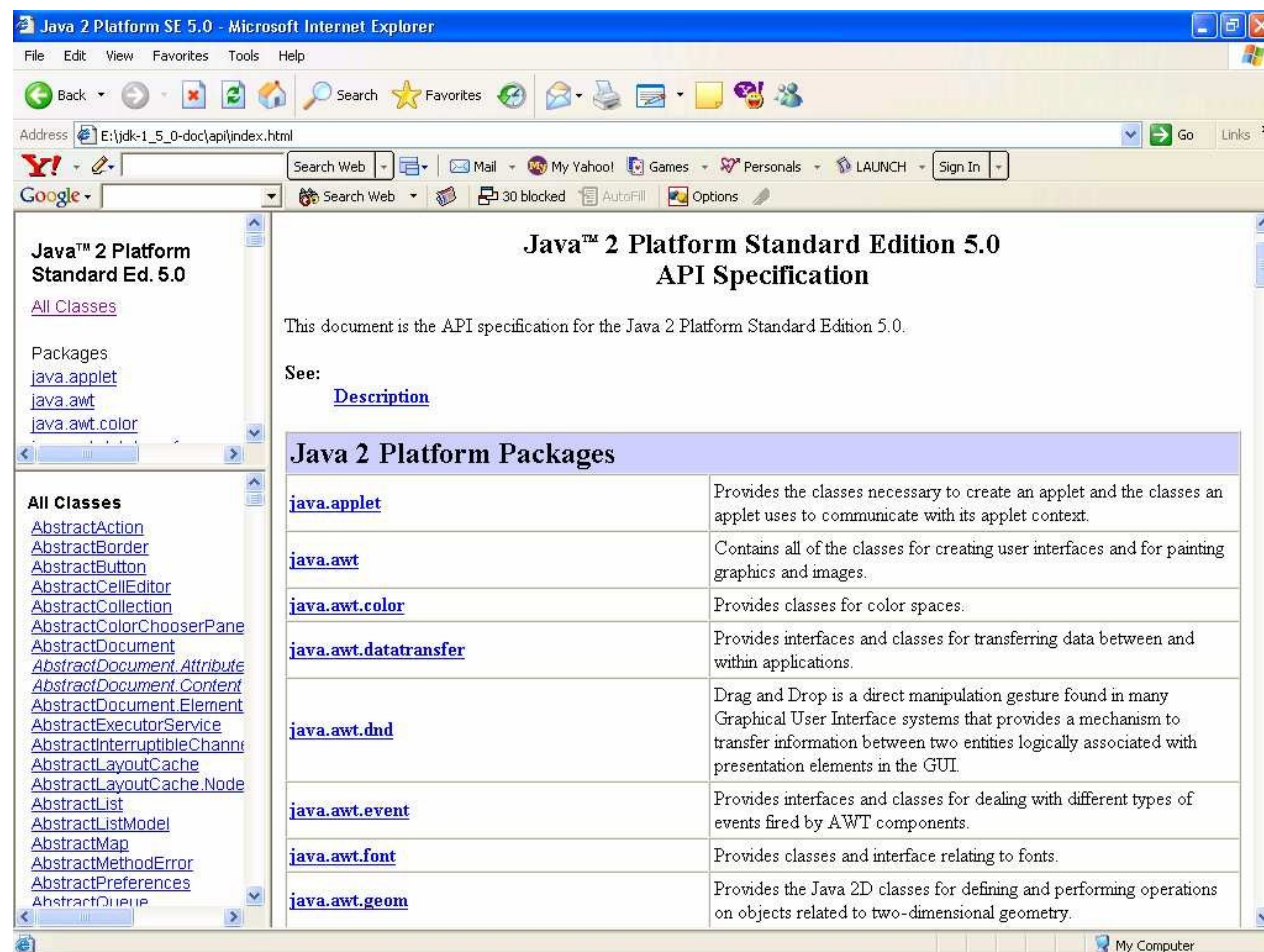 Java 2 Platform SE 5.0 - Microsoft Internet Explorer
File Edit View Favorites Tools Help
Back Search Favorites
Address E:\jdk-1_5_0-doc\api\index.html Go Links
Y! Search Web Mail My Yahoo! Games Personals LAUNCH Sign In
Google Search Web 30 blocked AutoFill Options
Java™ 2 Platform
Standard Ed. 5.0
All Classes
Packages
java.applet
java.awt
java.awt.color
All Classes
AbstractAction
AbstractBorder
AbstractButton
AbstractCellEditor
AbstractCollection
AbstractColorChooserPane
AbstractDocument
AbstractDocument.Attribute
AbstractDocument.Content
AbstractDocument.Element
AbstractExecutorService
AbstractInterruptibleChanne
AbstractLayoutCache
AbstractLayoutCache.Node
AbstractList
AbstractListModel
AbstractMap
AbstractMethodError
AbstractPreferences
AbstractQueue
Java™ 2 Platform Standard Edition 5.0
API Specification
This document is the API specification for the Java 2 Platform Standard Edition 5.0.
See:
Description
Java 2 Platform Packages
java.applet
Provides the classes necessary to create an applet and the classes an
applet uses to communicate with its applet context.
java.awt
Contains all of the classes for creating user interfaces and for painting
graphics and images.
java.awt.color
Provides classes for color spaces.
java.awt.datatransfer
Provides interfaces and classes for transferring data between and
within applications.
java.awt.dnd
Drag and Drop is a direct manipulation gesture found in many
Graphical User Interface systems that provides a mechanism to
transfer information between two entities logically associated with
presentation elements in the GUI.
java.awt.event
Provides interfaces and classes for dealing with different types of
events fired by AWT components.
java.awt.font
Provides classes and interface relating to fonts.
java.awt.geom
Provides the Java 2D classes for defining and performing operations
on objects related to two-dimensional geometry.
My Computer